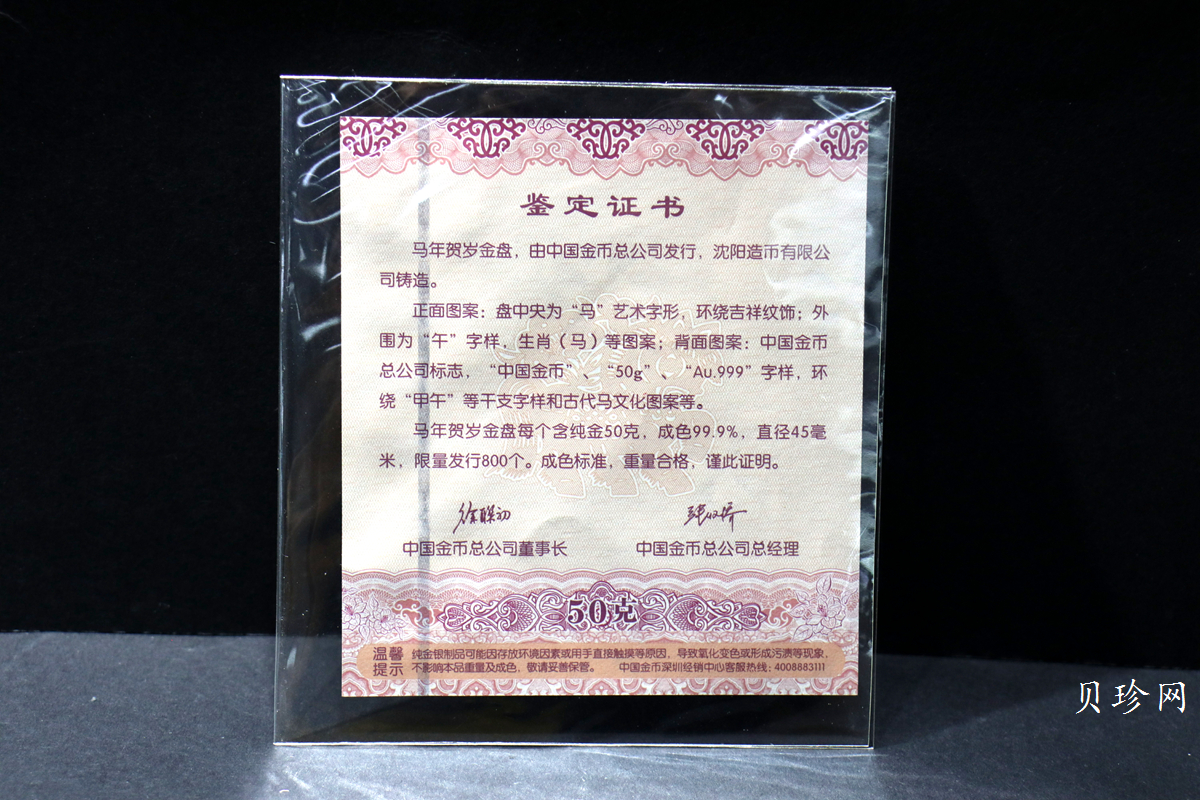 鉴定证书
马年贺岁金盘，由中国金币总公司发行，沈阳造币有限公
司铸造。
正面图案：盘中央为“马”艺术字形，环绕吉祥纹饰；外
围为“午”字样，生肖（马）等图案；背面图案：中国金币
总公司标志，“中国金币”、“50g”、“Au.999”字样，环
绕“甲午”等干支字样和古代马文化图案等。
马年贺岁金盘每个含纯金50克，成色99.9%，直径45毫
米，限量发行800个。成色标准，重量合格，谨此证明。
中国金币总公司董事长 中国金币总公司总经理
50克
温馨提示
纯金银制品可能因存放环境因素或用手直接触摸等原因，导致氧化变色或形成污渍等现象，
不影响本品重量及成色，敬请妥善保管。 中国金币深圳经销中心客服热线：4008883111
贝珍网